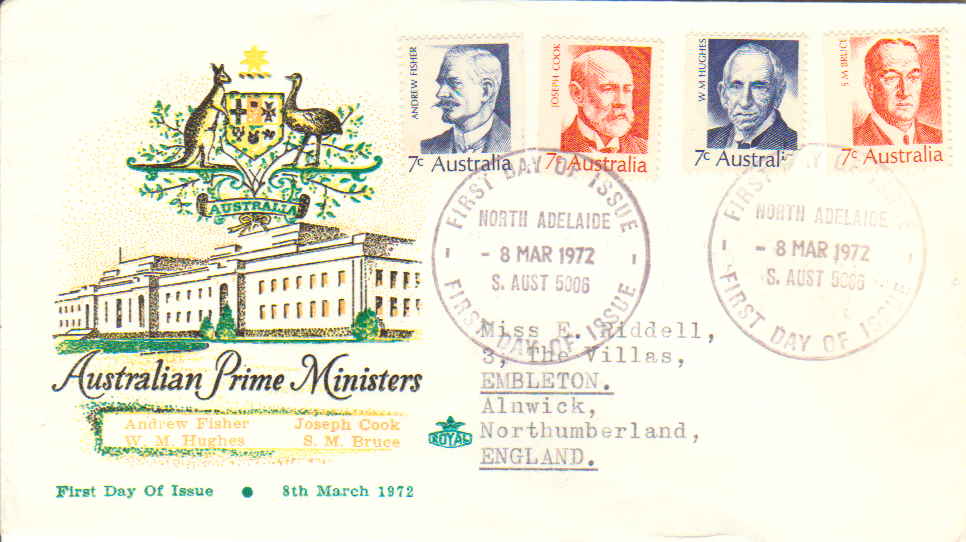 ANDREW FISHER
7c Australia
JOSEPH COOK
7c Australia
W M HUGHES
7c Australi
S M BRUCE
7c Australia
FIRST DAY OF ISSUE
NORTH ADELAIDE
- 8 MAR 1972
S. AUST 5006
FIRST DAY OF ISSUE
FIRST DAY OF ISSUE
NORTH ADELAIDE
- 8 MAR 1972
S. AUST 5006
FIRST DAY OF ISSUE
AUSTRALIA
Australian Prime Ministers
Andrew Fisher Joseph Cook
W. M. Hughes S. M. Bruce
First Day Of Issue • 8th March 1972
ROYAL
Miss E. Riddell,
3, The Villas,
EMBLETON.
Alnwick,
Northumberland,
ENGLAND.